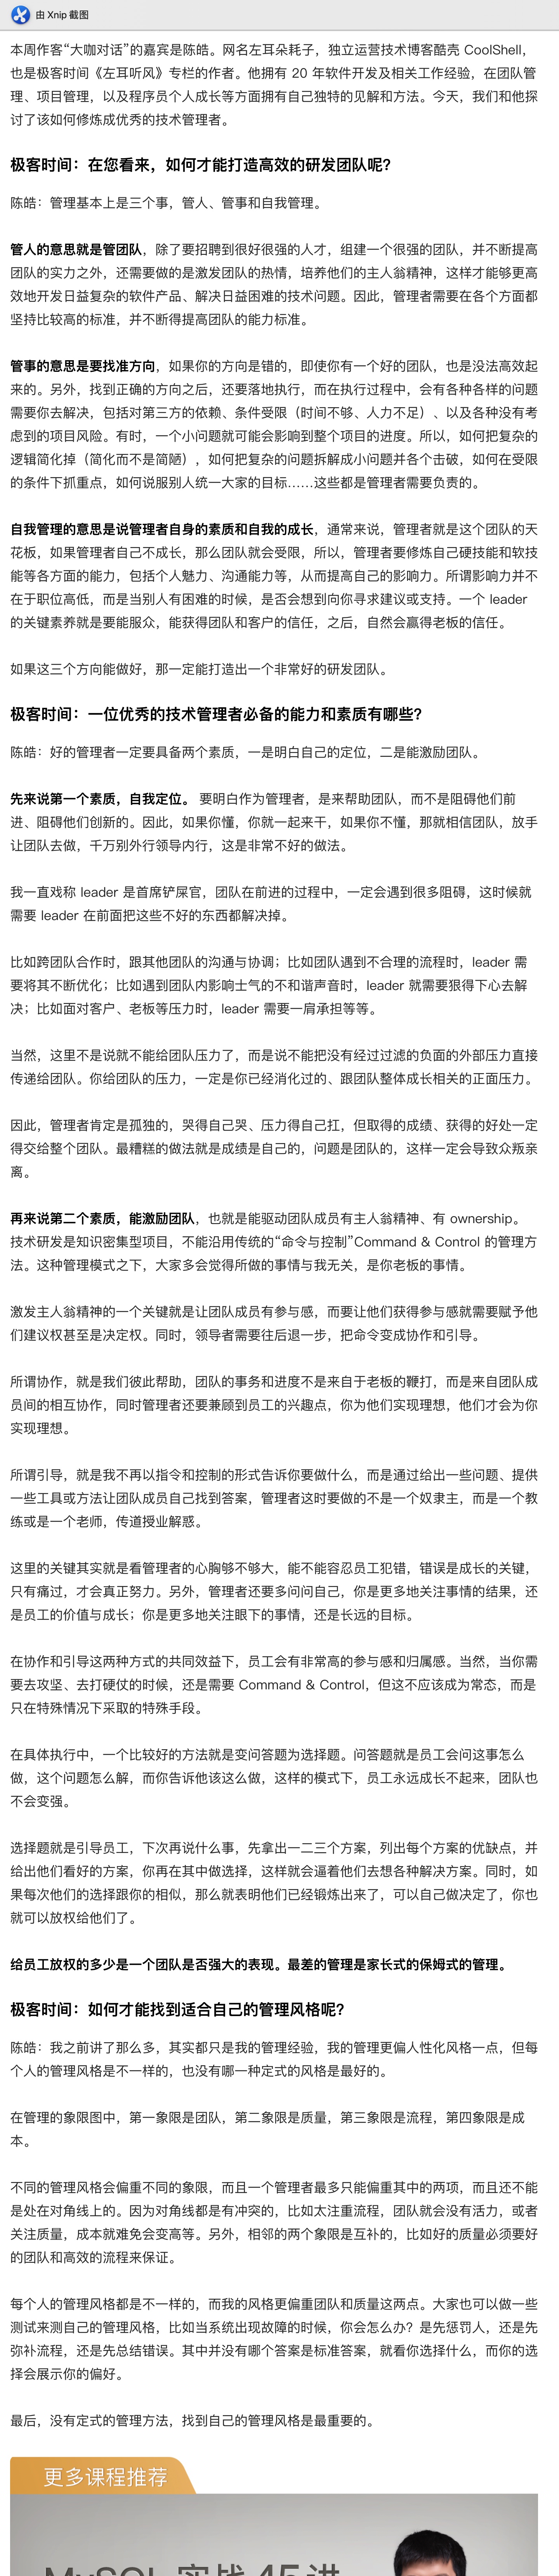 由 Xnip 截图
本周作客“大咖对话”的嘉宾是陈皓。网名左耳朵耗子，独立运营技术博客酷壳 CoolShell，
也是极客时间《左耳听风》专栏的作者。他拥有 20 年软件开发及相关工作经验，在团队管
理、项目管理，以及程序员个人成长等方面拥有自己独特的见解和方法。今天，我们和他探
讨了该如何修炼成优秀的技术管理者。
极客时间：在您看来，如何才能打造高效的研发团队呢？
陈皓：管理基本上是三个事，管人、管事和自我管理。
管人的意思就是管团队，除了要招聘到很好很强的人才，组建一个很强的团队，并不断提高
团队的实力之外，还需要做的是激发团队的热情，培养他们的主人翁精神，这样才能够更高
效地开发日益复杂的软件产品、解决日益困难的技术问题。因此，管理者需要在各个方面都
坚持比较高的标准，并不断得提高团队的能力标准。
管事的意思是要找准方向，如果你的方向是错的，即使你有一个好的团队，也是没法高效起
来的。另外，找到正确的方向之后，还要落地执行，而在执行过程中，会有各种各样的问题
需要你去解决，包括对第三方的依赖、条件受限（时间不够、人力不足）、以及各种没有考
虑到的项目风险。有时，一个小问题就可能会影响到整个项目的进度。所以，如何把复杂的
逻辑简化掉（简化而不是简陋），如何把复杂的问题拆解成小问题并各个击破，如何在受限
的条件下抓重点，如何说服别人统一大家的目标……这些都是管理者需要负责的。
自我管理的意思是说管理者自身的素质和自我的成长，通常来说，管理者就是这个团队的天
花板，如果管理者自己不成长，那么团队就会受限，所以，管理者要修炼自己硬技能和软技
能等各方面的能力，包括个人魅力、沟通能力等，从而提高自己的影响力。所谓影响力并不
在于职位高低，而是当别人有困难的时候，是否会想到向你寻求建议或支持。一个 leader
的关键素养就是要能服众，能获得团队和客户的信任，之后，自然会赢得老板的信任。
如果这三个方向能做好，那一定能打造出一个非常好的研发团队。
极客时间：一位优秀的技术管理者必备的能力和素质有哪些？
陈皓：好的管理者一定要具备两个素质，一是明白自己的定位，二是能激励团队。
先来说第一个素质，自我定位。 要明白作为管理者，是来帮助团队，而不是阻碍他们前
进、阻碍他们创新的。因此，如果你懂，你就一起来干，如果你不懂，那就相信团队，放手
让团队去做，千万别外行领导内行，这是非常不好的做法。
我一直戏称 leader 是首席铲屎官，团队在前进的过程中，一定会遇到很多阻碍，这时候就
需要 leader 在前面把这些不好的东西都解决掉。
比如跨团队合作时，跟其他团队的沟通与协调；比如团队遇到不合理的流程时，leader 需
要将其不断优化；比如遇到团队内影响士气的不和谐声音时，leader 就需要狠得下心去解
决；比如面对客户、老板等压力时，leader 需要一肩承担等等。
当然，这里不是说就不能给团队压力了，而是说不能把没有经过过滤的负面的外部压力直接
传递给团队。你给团队的压力，一定是你已经消化过的、跟团队整体成长相关的正面压力。
因此，管理者肯定是孤独的，哭得自己哭、压力得自己扛，但取得的成绩、获得的好处一定
得交给整个团队。最糟糕的做法就是成绩是自己的，问题是团队的，这样一定会导致众叛亲
离。
再来说第二个素质，能激励团队，也就是能驱动团队成员有主人翁精神、有 ownership。
技术研发是知识密集型项目，不能沿用传统的“命令与控制”Command & Control 的管理方
法。这种管理模式之下，大家多会觉得所做的事情与我无关，是你老板的事情。
激发主人翁精神的一个关键就是让团队成员有参与感，而要让他们获得参与感就需要赋予他
们建议权甚至是决定权。同时，领导者需要往后退一步，把命令变成协作和引导。
所谓协作，就是我们彼此帮助，团队的事务和进度不是来自于老板的鞭打，而是来自团队成
员间的相互协作，同时管理者还要兼顾到员工的兴趣点，你为他们实现理想，他们才会为你
实现理想。
所谓引导，就是我不再以指令和控制的形式告诉你要做什么，而是通过给出一些问题、提供
一些工具或方法让团队成员自己找到答案，管理者这时要做的不是一个奴隶主，而是一个教
练或是一个老师，传道授业解惑。
这里的关键其实就是看管理者的心胸够不够大，能不能容忍员工犯错，错误是成长的关键，
只有痛过，才会真正努力。另外，管理者还要多问问自己，你是更多地关注事情的结果，还
是员工的价值与成长；你是更多地关注眼下的事情，还是长远的目标。
在协作和引导这两种方式的共同效益下，员工会有非常高的参与感和归属感。当然，当你需
要去攻坚、去打硬仗的时候，还是需要 Command & Control，但这不应该成为常态，而是
只在特殊情况下采取的特殊手段。
在具体执行中，一个比较好的方法就是变问答题为选择题。问答题就是员工会问这事怎么
做，这个问题怎么解，而你告诉他该这么做，这样的模式下，员工永远成长不起来，团队也
不会变强。
选择题就是引导员工，下次再说什么事，先拿出一二三个方案，列出每个方案的优缺点，并
给出他们看好的方案，你再在其中做选择，这样就会逼着他们去想各种解决方案。同时，如
果每次他们的选择跟你的相似，那么就表明他们已经锻炼出来了，可以自己做决定了，你也
就可以放权给他们了。
给员工放权的多少是一个团队是否强大的表现。最差的管理是家长式的保姆式的管理。
极客时间：如何才能找到适合自己的管理风格呢？
陈皓：我之前讲了那么多，其实都只是我的管理经验，我的管理更偏人性化风格一点，但每
个人的管理风格是不一样的，也没有哪一种定式的风格是最好的。
在管理的象限图中，第一象限是团队，第二象限是质量，第三象限是流程，第四象限是成
本。
不同的管理风格会偏重不同的象限，而且一个管理者最多只能偏重其中的两项，而且还不能
是处在对角线上的。因为对角线都是有冲突的，比如太注重流程，团队就会没有活力，或者
关注质量，成本就难免会变高等。另外，相邻的两个象限是互补的，比如好的质量必须要好
的团队和高效的流程来保证。
每个人的管理风格都是不一样的，而我的风格更偏重团队和质量这两点。大家也可以做一些
测试来测自己的管理风格，比如当系统出现故障的时候，你会怎么办？是先惩罚人，还是先
弥补流程，还是先总结错误。其中并没有哪个答案是标准答案，就看你选择什么，而你的选
择会展示你的偏好。
最后，没有定式的管理方法，找到自己的管理风格是最重要的。
更多课程推荐
MySQL 实战 45 讲